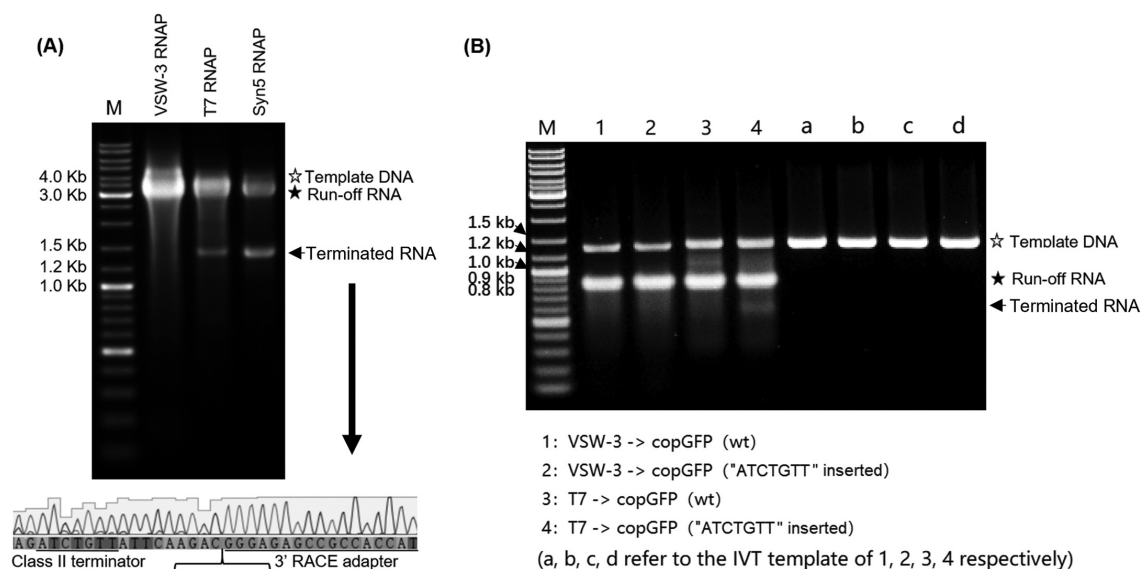 (A)
VSW-3 RNAP
T7 RNAP
Syn5 RNAP
M
4.0 Kb
3.0 Kb
1.5 Kb
1.2 Kb
1.0 Kb
☆Template DNA
★Run-off RNA
Terminated RNA
AGATCTGTTATTCAAGACGGGAGAGCCGCCACCAT
Class II terminator
3' RACE adapter
(B)
M 1 2 3 4 a b c d
1.5 kb
1.2 kb
1.0 kb
0.9 kb
0.8 kb
☆ Template DNA
★ Run-off RNA
Terminated RNA
1: VSW-3 -> copGFP (wt)
2: VSW-3 -> copGFP ("ATCTGTT" inserted)
3: T7 -> copGFP (wt)
4: T7 -> copGFP ("ATCTGTT" inserted)
(a, b, c, d refer to the IVT template of 1, 2, 3, 4 respectively)